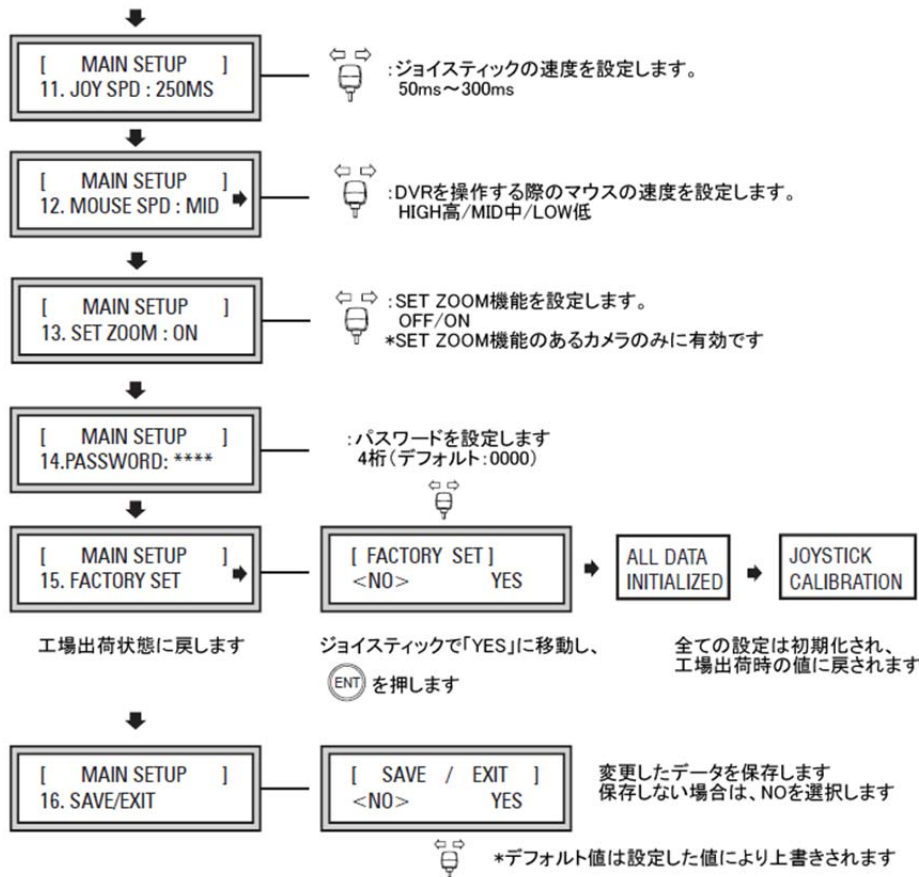 [ MAIN SETUP ]
11. JOY SPD : 250MS
:ジョイスティックの速度を設定します。
50ms～300ms
[ MAIN SETUP ]
12. MOUSE SPD : MID
:DVRを操作する際のマウスの速度を設定します。
HIGH高/MID中/LOW低
[ MAIN SETUP ]
13. SET ZOOM : ON
:SET ZOOM機能を設定します。
OFF/ON
*SET ZOOM機能のあるカメラのみに有効です
[ MAIN SETUP ]
14.PASSWORD: ****
:パスワードを設定します
4桁(デフォルト:0000)
[ MAIN SETUP ]
15. FACTORY SET
[ FACTORY SET ]
<NO> YES
ALL DATA
INITIALIZED
JOYSTICK
CALIBRATION
工場出荷状態に戻します
ジョイスティックで「YES」に移動し、
ENT を押します
全ての設定は初期化され、
工場出荷時の値に戻されます
[ MAIN SETUP ]
16. SAVE/EXIT
[ SAVE / EXIT ]
<NO> YES
変更したデータを保存します
保存しない場合は、NOを選択します
*デフォルト値は設定した値により上書きされます